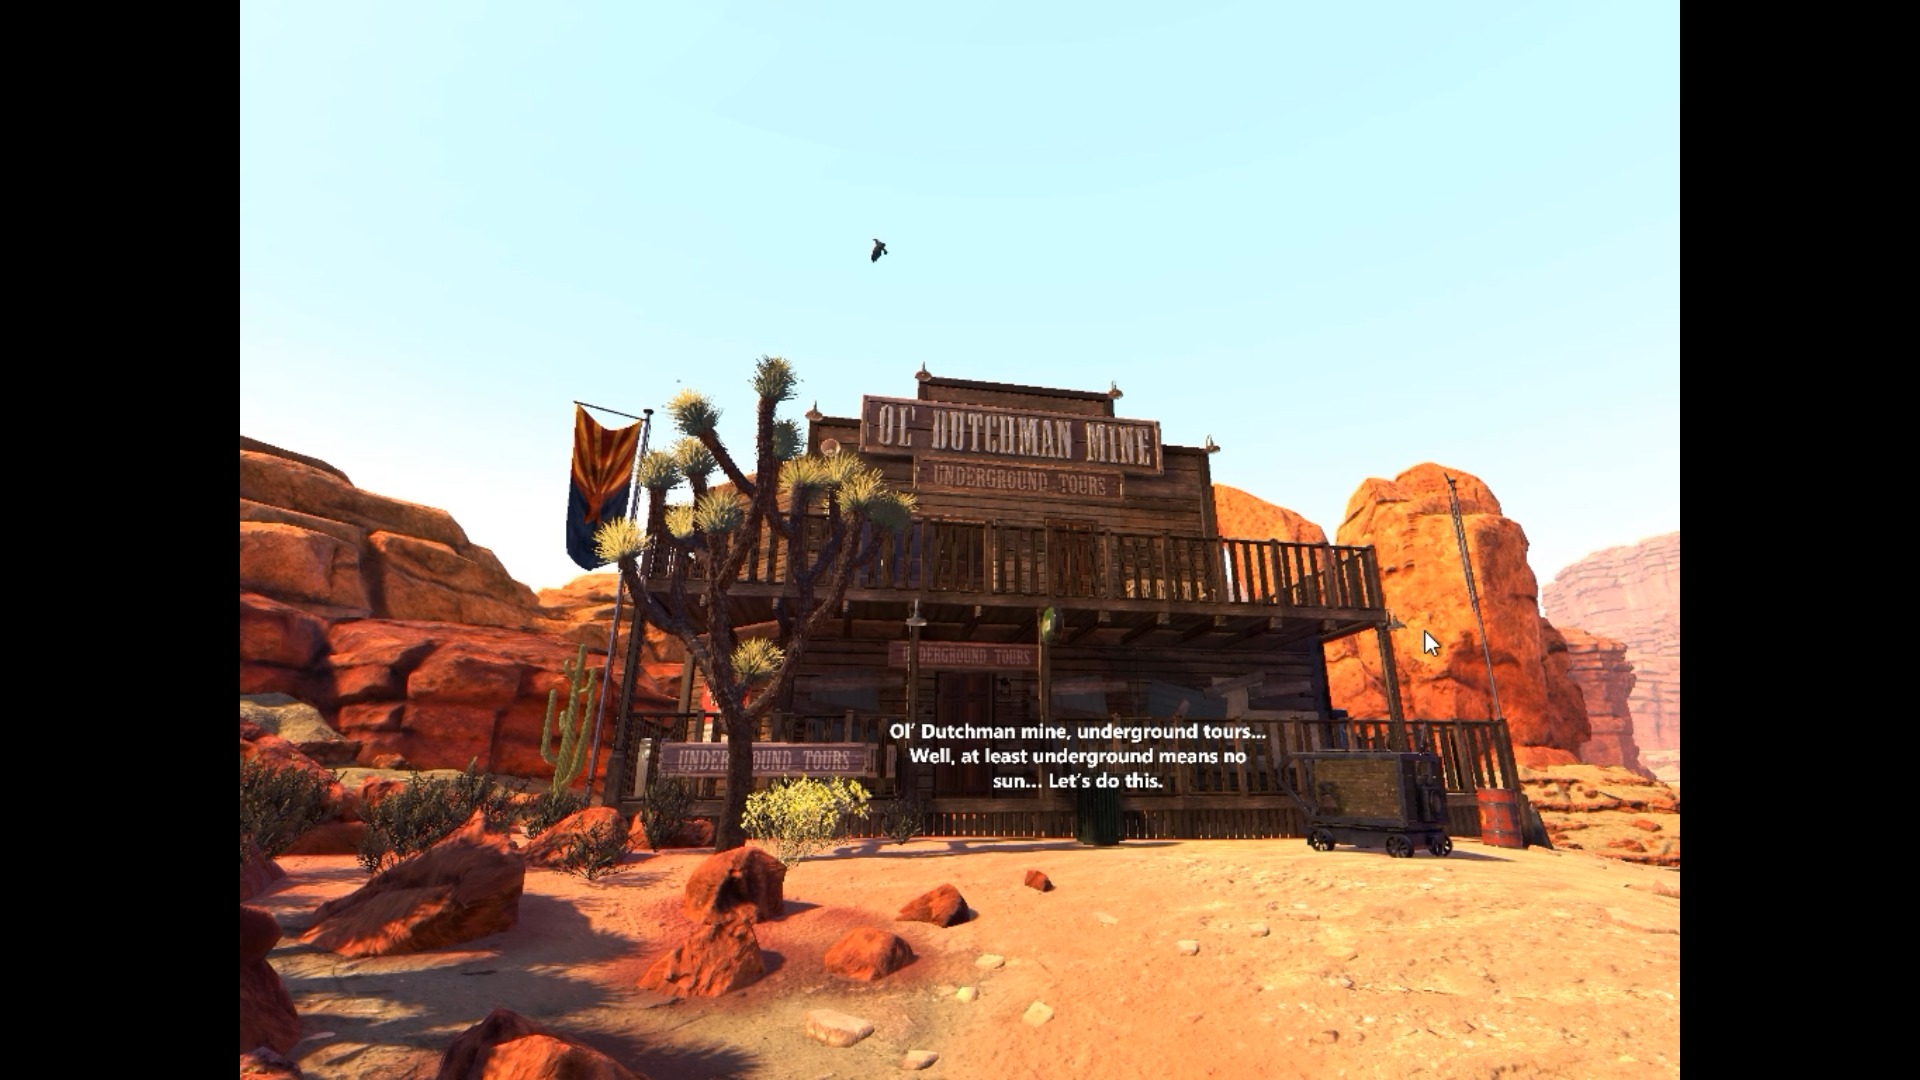 OL' DUTCHMAN MINE
UNDERGROUND TOURS
UNDERGROUND TOURS
UNDERGROUND TOURS
Ol' Dutchman mine, underground tours...
Well, at least underground means no
sun... Let's do this.